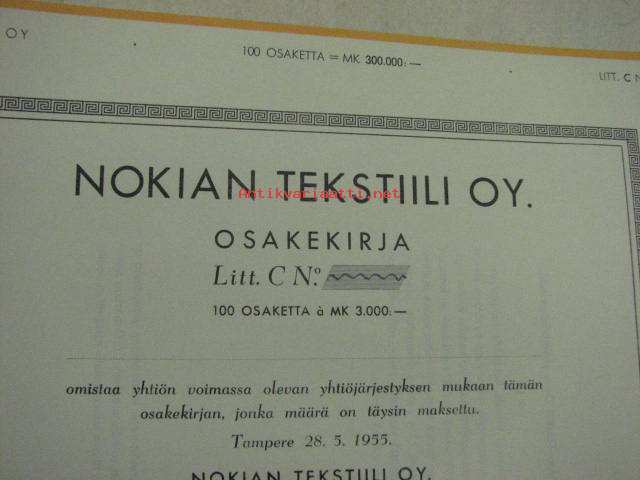 OY
100 OSAKETTA = MK 300.000:—
LITT. C N
NOKIAN TEKSTIILI OY.
Antikvariaatti.net
OSAKEKIRJA
Litt. C No.
100 OSAKETTA à MK 3.000:—
omistaa yhtiön voimassa olevan yhtiöjärjestyksen mukaan tämän
osakekirjan, jonka määrä on täysin maksettu.
Tampere 28. 5. 1955.
NOKIAN TEKSTIILI OY.